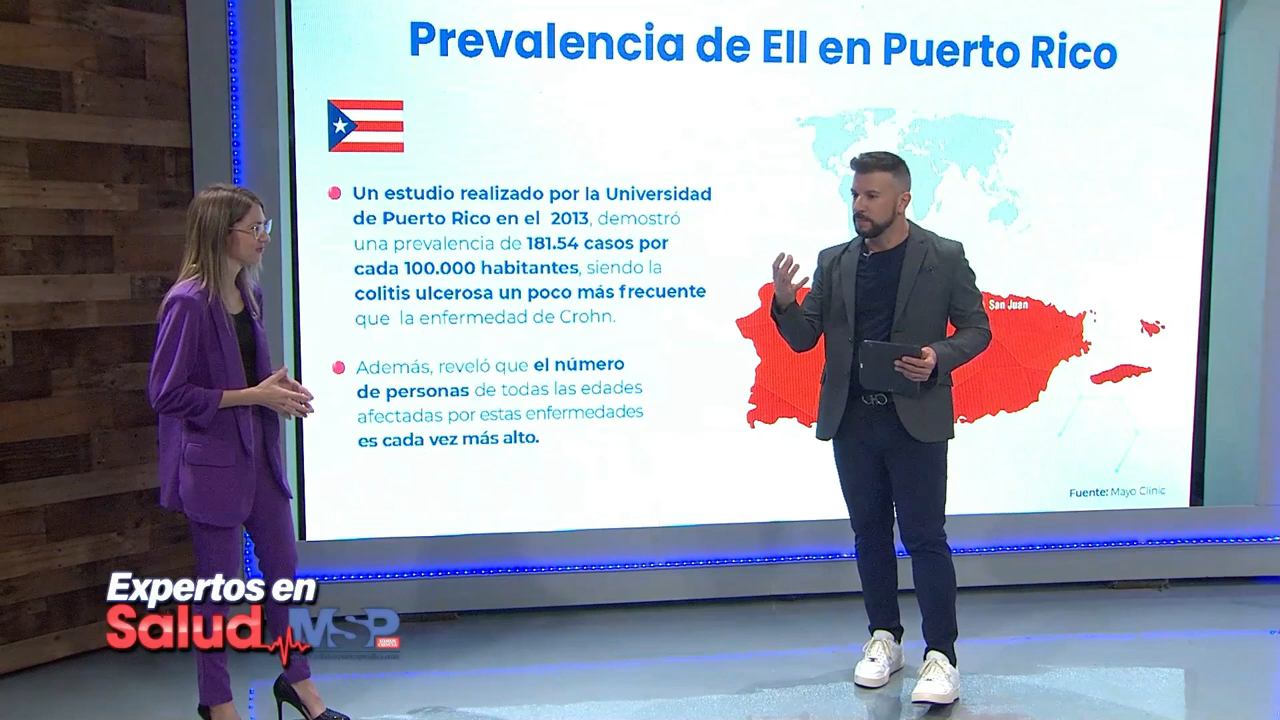 Prevalencia de EII en Puerto Rico
Un estudio realizado por la Universidad
de Puerto Rico en el 2013, demostró
una prevalencia de 181.54 casos por
cada 100.000 habitantes, siendo la
colitis ulcerosa un poco más frecuente
que la enfermedad de Crohn.
Además, reveló que el número
de personas de todas las edades
afectadas por estas enfermedades
es cada vez más alto.
San Juan
Fuente: Mayo Clinic
Expertos en
Salud MSP